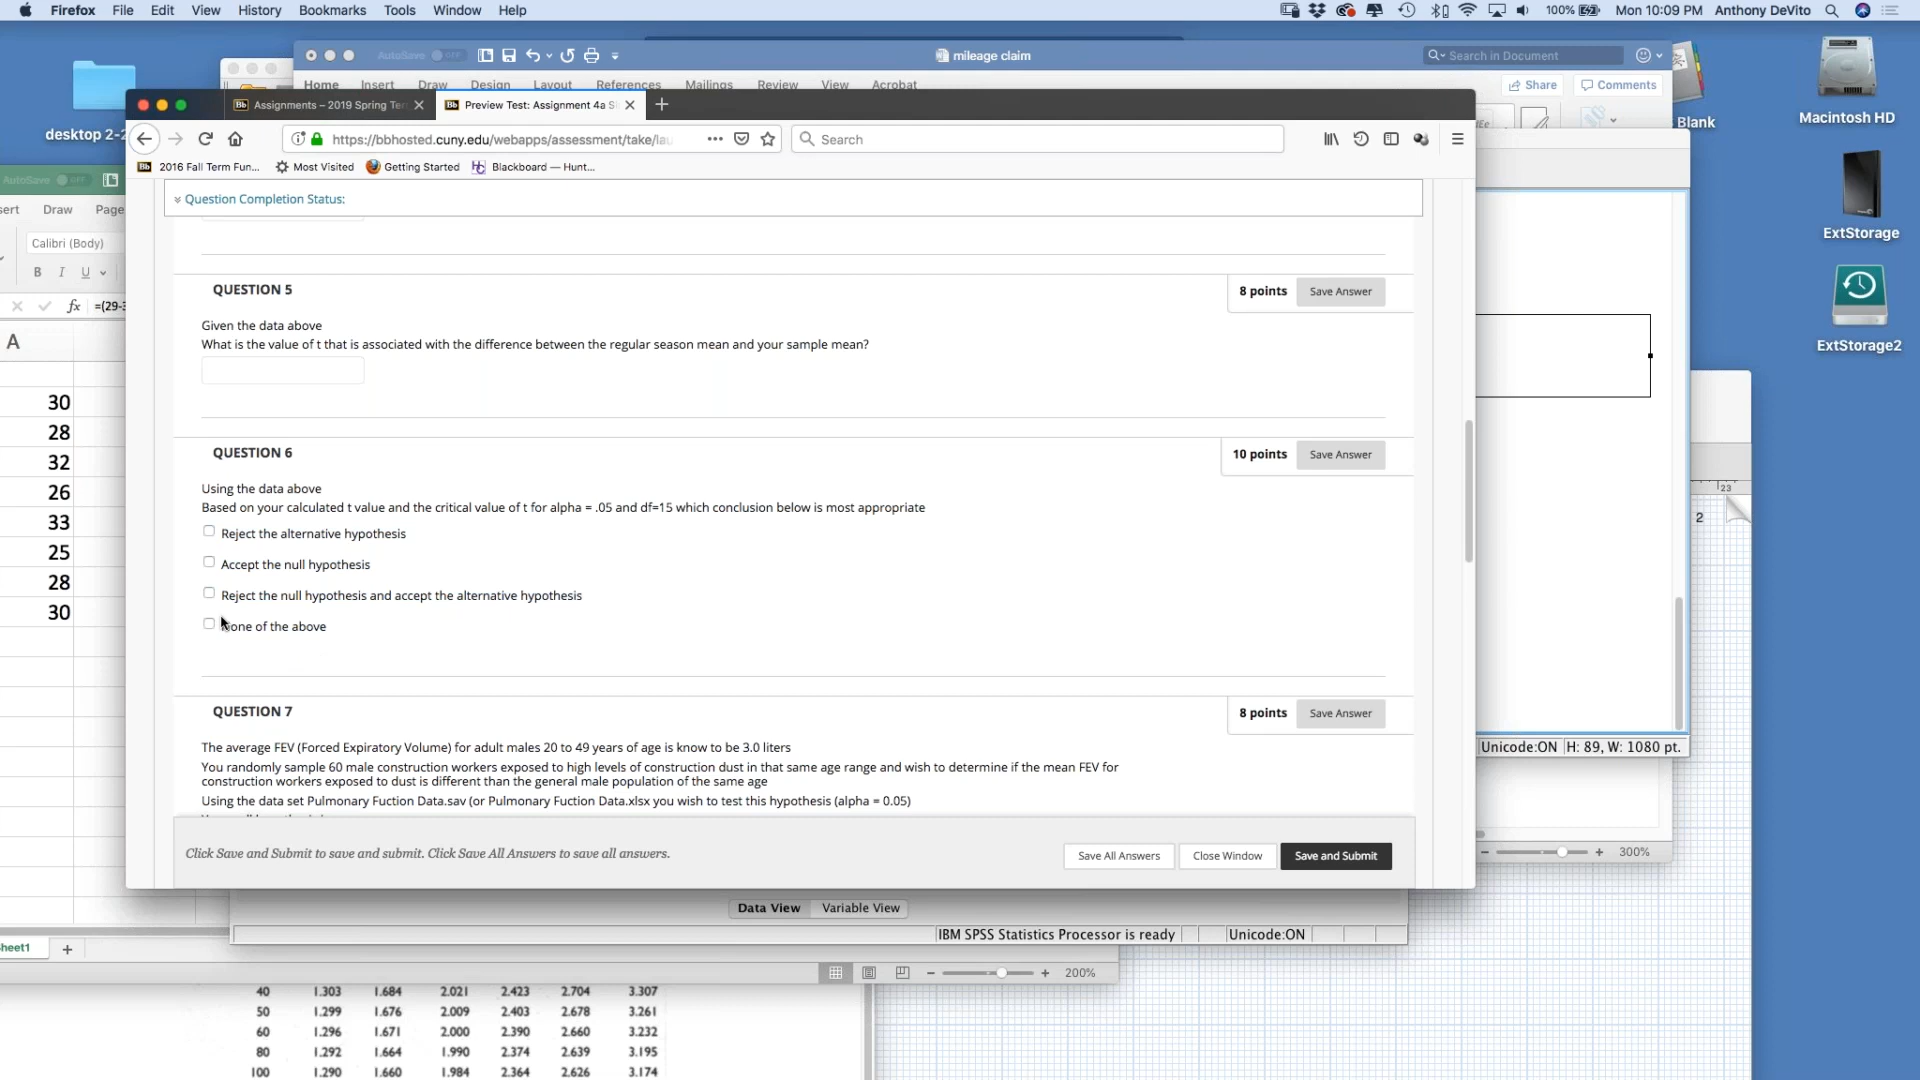 Firefox File Edit View History Bookmarks Tools Window Help
100% Mon 10:09 PM Anthony DeVito
AutoSave OFF mileage claim Search in Document
Home Insert Draw Design Layout References Mailings Review View Acrobat Share Comments
Assignments – 2019 Spring Ter Preview Test: Assignment 4a S
https://bbhosted.cuny.edu/webapps/assessment/take/lau Search
2016 Fall Term Fun... Most Visited Getting Started Blackboard — Hunt...
desktop 2-2
Blank
Macintosh HD
ExtStorage
ExtStorage2
AutoSave OFF
sert Draw Page
Calibri (Body)
B I U
fx =(29-3
A
30
28
32
26
33
25
28
30
Question Completion Status:
QUESTION 5
8 points Save Answer
Given the data above
What is the value of t that is associated with the difference between the regular season mean and your sample mean?
QUESTION 6
10 points Save Answer
Using the data above
Based on your calculated t value and the critical value of t for alpha = .05 and df=15 which conclusion below is most appropriate
Reject the alternative hypothesis
Accept the null hypothesis
Reject the null hypothesis and accept the alternative hypothesis
None of the above
QUESTION 7
8 points Save Answer
The average FEV (Forced Expiratory Volume) for adult males 20 to 49 years of age is know to be 3.0 liters
You randomly sample 60 male construction workers exposed to high levels of construction dust in that same age range and wish to determine if the mean FEV for
construction workers exposed to dust is different than the general male population of the same age
Using the data set Pulmonary Fuction Data.sav (or Pulmonary Fuction Data.xlsx you wish to test this hypothesis (alpha = 0.05)
Click Save and Submit to save and submit. Click Save All Answers to save all answers.
Save All Answers Close Window Save and Submit
Unicode:ON H: 89, W: 1080 pt.
23
2
300%
Data View Variable View
IBM SPSS Statistics Processor is ready Unicode:ON
heet1
200%
40 1.303 1.684 2.021 2.423 2.704 3.307
50 1.299 1.676 2.009 2.403 2.678 3.261
60 1.296 1.671 2.000 2.390 2.660 3.232
80 1.292 1.664 1.990 2.374 2.639 3.195
100 1.290 1.660 1.984 2.364 2.626 3.174